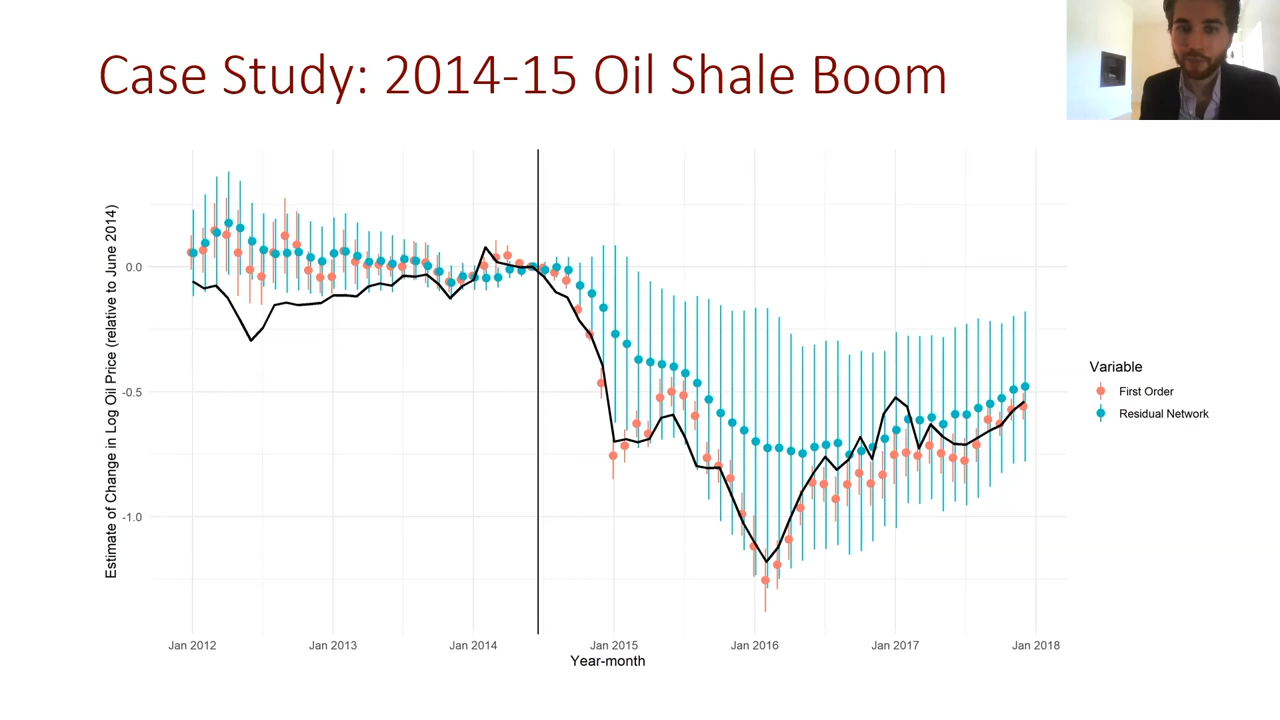 Case Study: 2014-15 Oil Shale Boom
Estimate of Change in Log Oil Price (relative to June 2014)
0.0
-0.5
-1.0
Jan 2012
Jan 2013
Jan 2014
Jan 2015
Jan 2016
Jan 2017
Jan 2018
Year-month
Variable
First Order
Residual Network